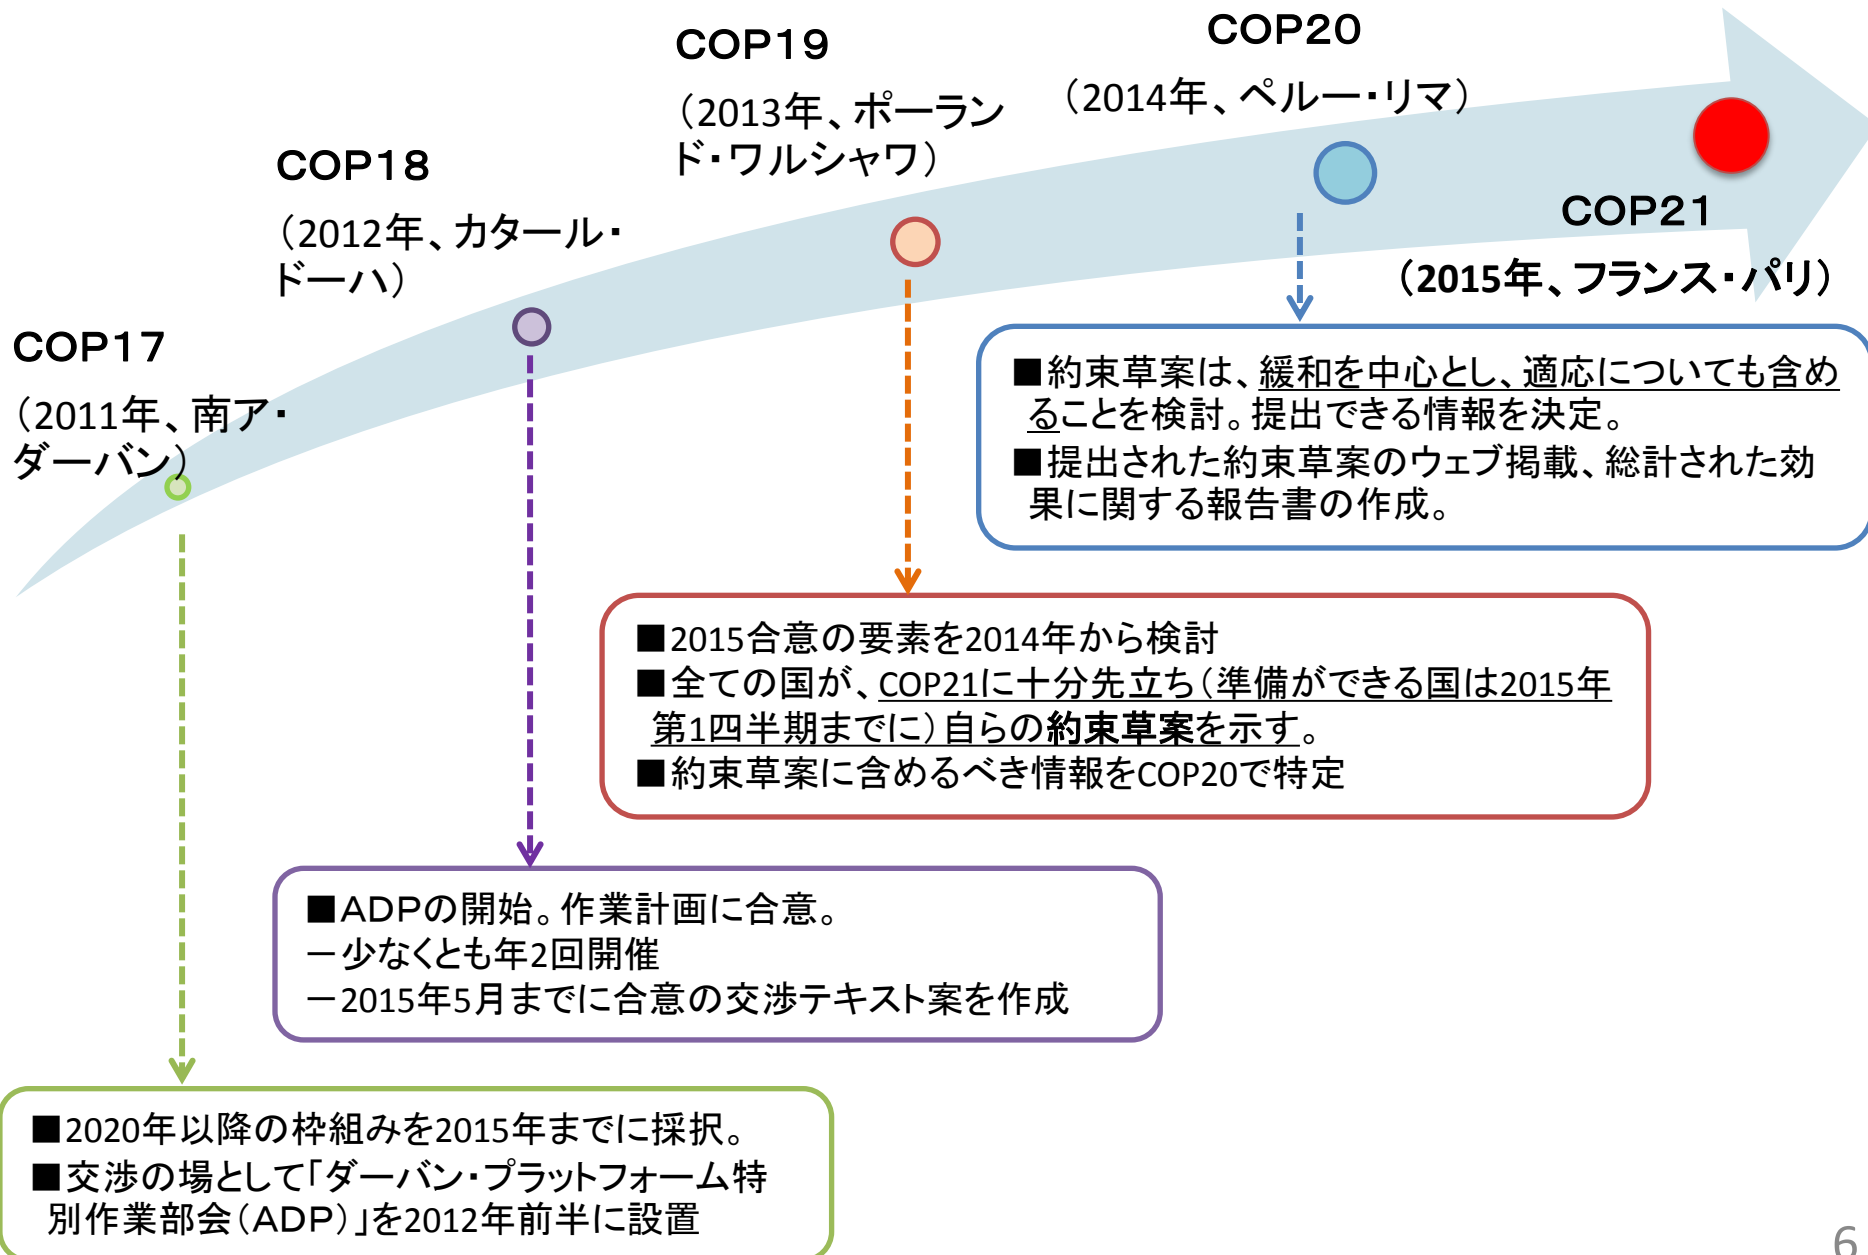 COP17
（2011年、南ア・
ダーバン）
COP18
（2012年、カタール・
ドーハ）
COP19
（2013年、ポーラン
ド・ワルシャワ）
COP20
（2014年、ペルー・リマ）
COP21
（2015年、フランス・パリ）
■約束草案は、緩和を中心とし、適応についても含め
ることを検討。提出できる情報を決定。
■提出された約束草案のウェブ掲載、総計された効
果に関する報告書の作成。
■2015合意の要素を2014年から検討
■全ての国が、COP21に十分先立ち（準備ができる国は2015年
第1四半期までに）自らの約束草案を示す。
■約束草案に含めるべき情報をCOP20で特定
■ADPの開始。作業計画に合意。
－少なくとも年2回開催
－2015年5月までに合意の交渉テキスト案を作成
■2020年以降の枠組みを2015年までに採択。
■交渉の場として「ダーバン・プラットフォーム特
別作業部会（ADP）」を2012年前半に設置
6